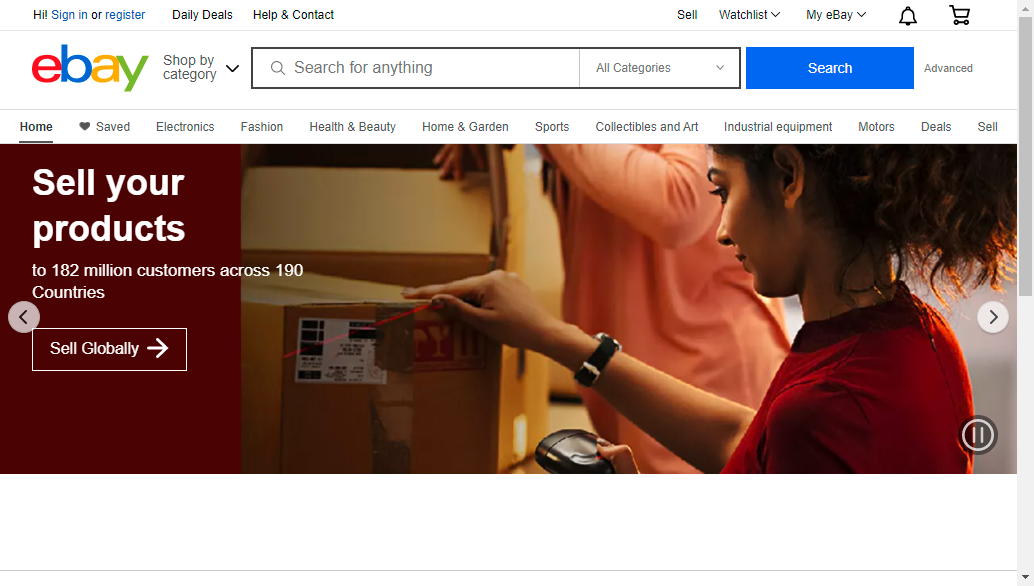 Hi! Sign in or register
Daily Deals
Help & Contact
Sell
Watchlist
My eBay
ebay
Shop by
category
Search for anything
All Categories
Search
Advanced
Home
Saved
Electronics
Fashion
Health & Beauty
Home & Garden
Sports
Collectibles and Art
Industrial equipment
Motors
Deals
Sell
Sell your
products
to 182 million customers across 190
Countries
Sell Globally